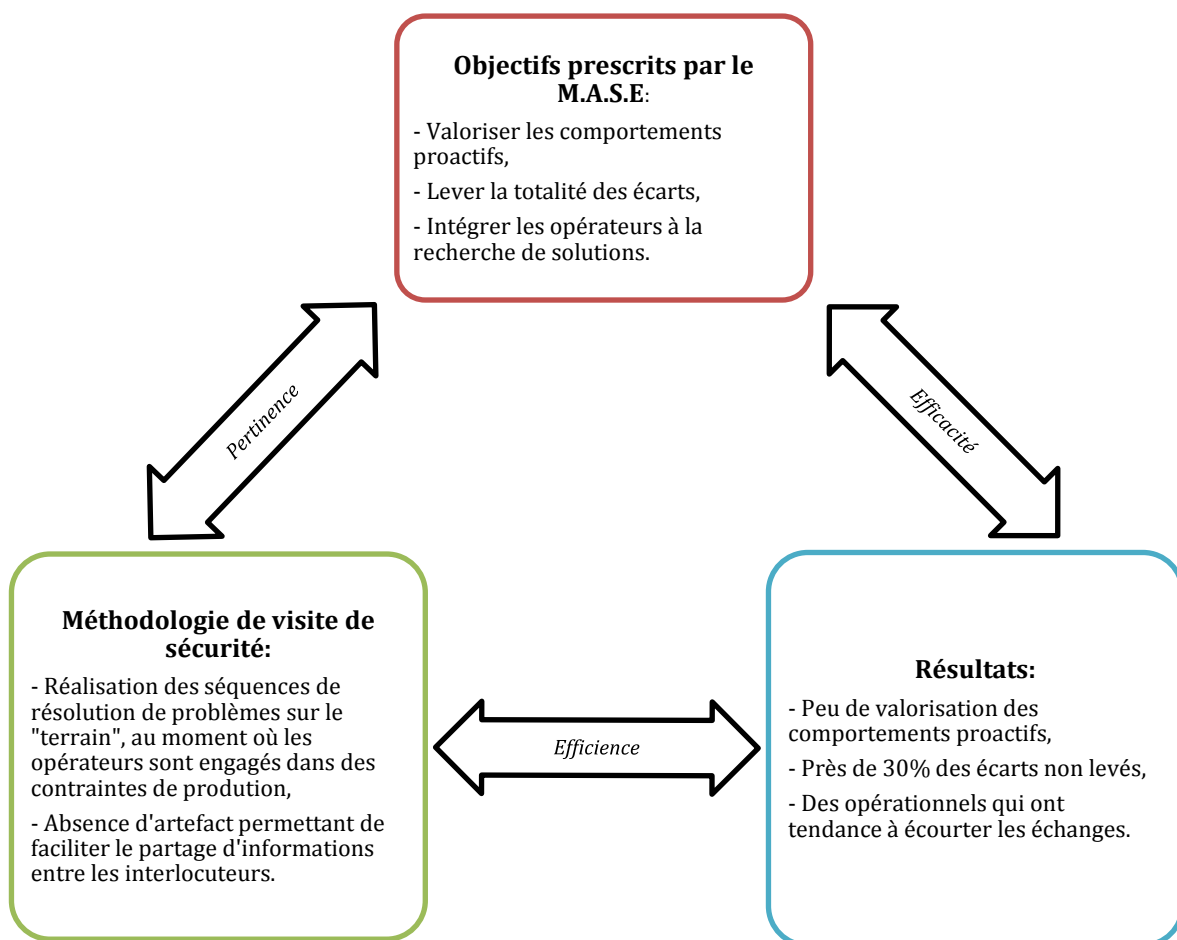 Objectifs prescrits par le
M.A.S.E:
- Valoriser les comportements
proactifs,
- Lever la totalité des écarts,
- Intégrer les opérateurs à la
recherche de solutions.
Pertinence
Efficacité
Méthodologie de visite de
sécurité:
- Réalisation des séquences de
résolution de problèmes sur le
"terrain", au moment où les
opérateurs sont engagés dans des
contraintes de prodution,
- Absence d'artefact permettant de
faciliter le partage d'informations
entre les interlocuteurs.
Efficience
Résultats:
- Peu de valorisation des
comportements proactifs,
- Près de 30% des écarts non levés,
- Des opérationnels qui ont
tendance à écourter les échanges.